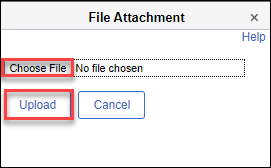 File Attachment ×
Help
Choose File No file chosen
Upload Cancel